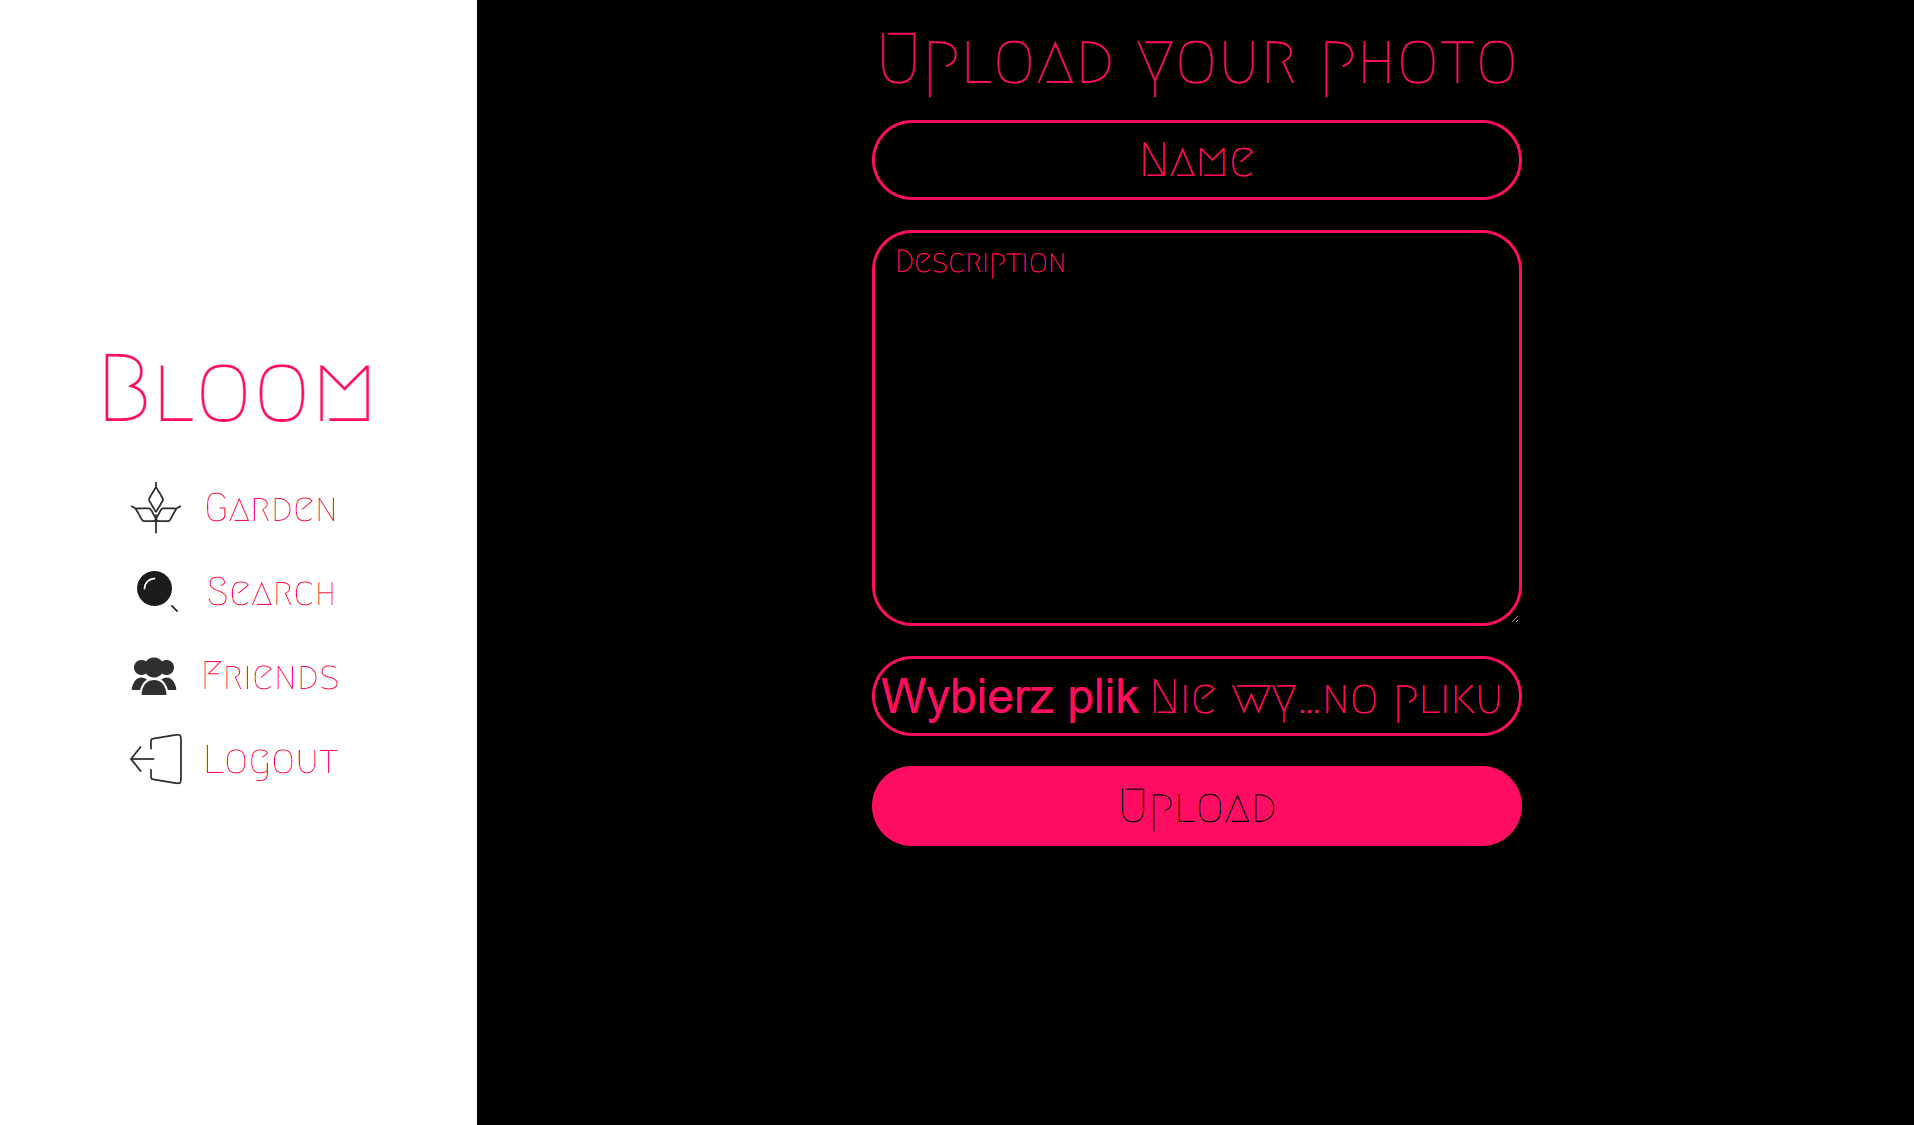 Bloom
Garden
Search
Friends
Logout
Upload your photo
Name
Description
Wybierz plik Nie wy...no pliku
Upload